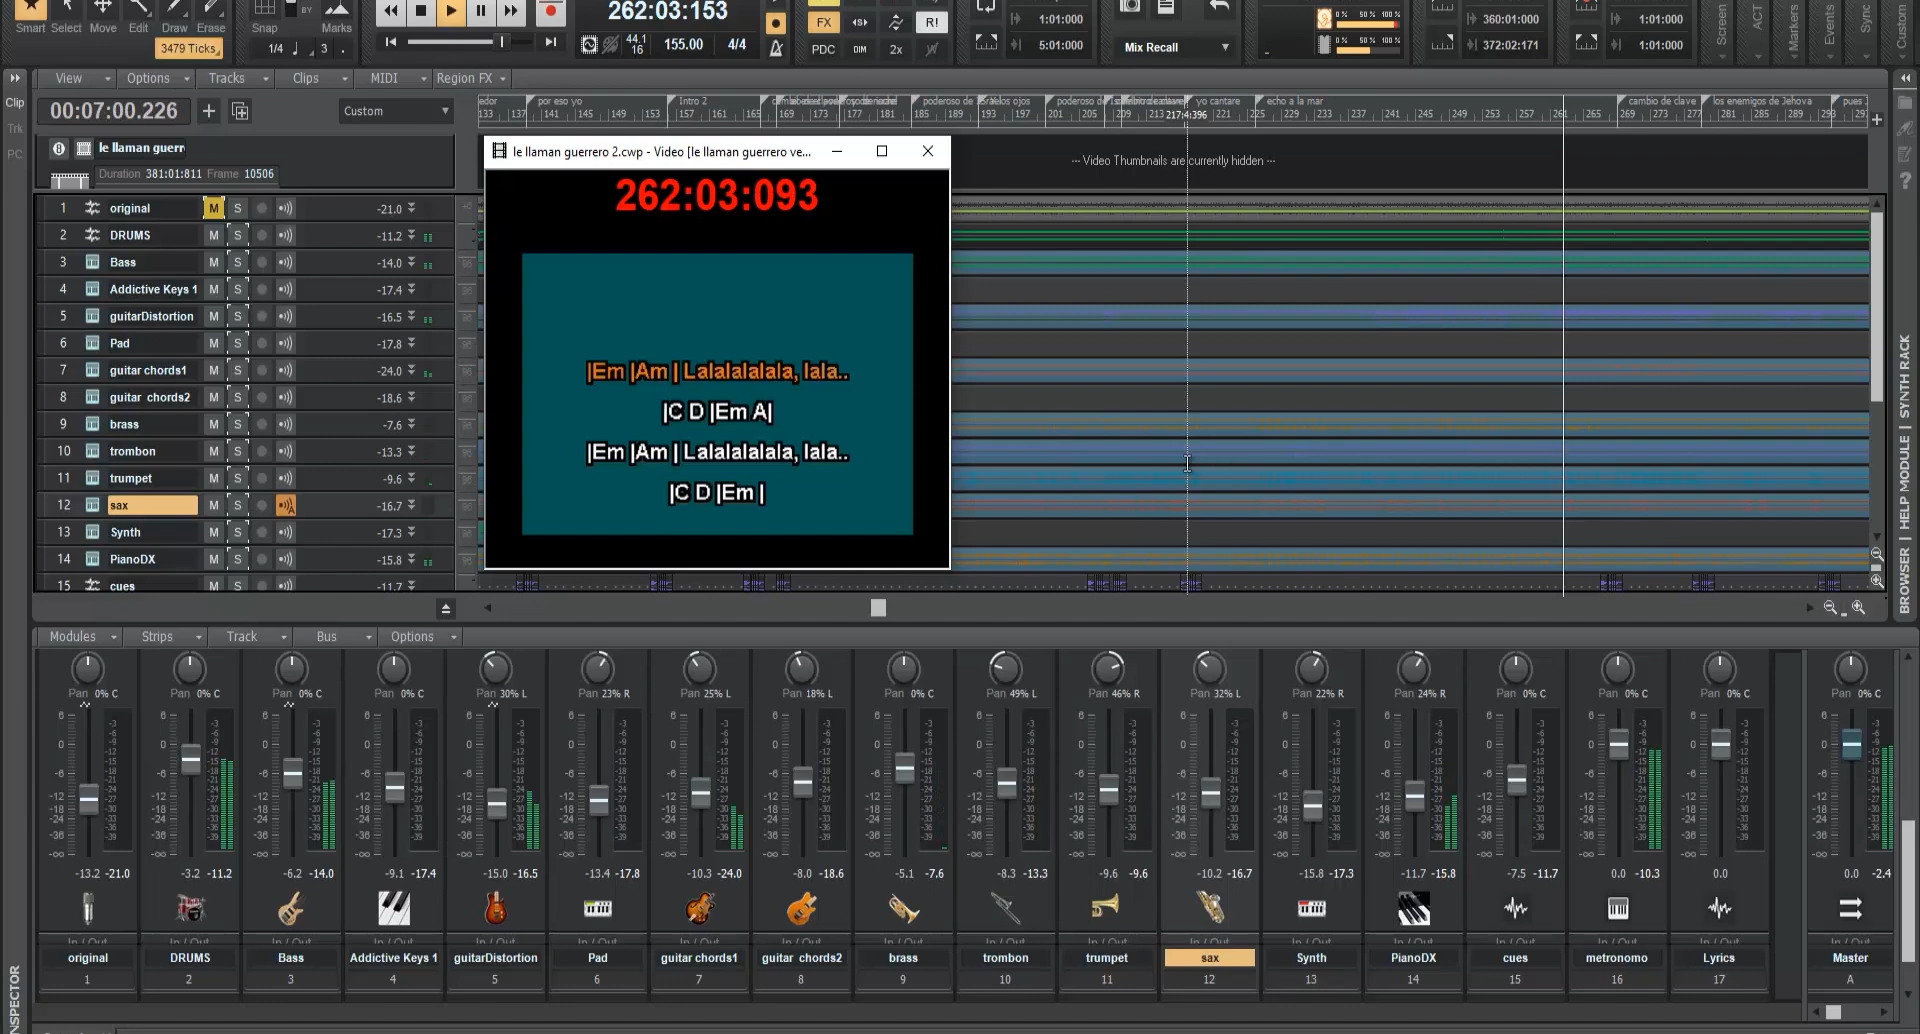 Smart Select Move Edit Draw Erase Snap Marks
3479 Ticks 1/4 3
262:03:153
44.1 16 155.00 4/4
FX R!
PDC DIM 2x
1:01:000
5:01:000
Mix Recall
0 % 50 % 100 %
0 % 50 % 100 %
360:01:000
372:02:171
1:01:000
1:01:000
Screen ACT Markers Events Sync Custom
View Options Tracks Clips MIDI Region FX
Clip
Trk
PC
00:07:00.226
Custom
por eso yo Intro 2 poderoso de yo cantare echo a la mar cambio de clave los enemigos de Jehova pues
133 137 141 145 149 153 157 161 169 173 177 181 185 189 193 197 201 205 209 213 217:4:396 221 225 229 233 237 241 245 249 253 257 261 265 269 273 277 281 285 289 293 297
le llaman guerr
Duration 381:01:811 Frame 10506
le llaman guerrero 2.cwp - Video [le llaman guerrero ve...
--- Video Thumbnails are currently hidden ---
262:03:093
|Em |Am | Lalalalalala, lala..
|C D |Em A|
|Em |Am | Lalalalalala, lala..
|C D |Em |
1 original M S -21.0
2 DRUMS M S -11.2
3 Bass M S -14.0
4 Addictive Keys 1 M S -17.4
5 guitarDistortion M S -16.5
6 Pad M S -17.8
7 guitar chords1 M S -24.0
8 guitar chords2 M S -18.6
9 brass M S -7.6
10 trombon M S -13.3
11 trumpet M S -9.6
12 sax M S -16.7
13 Synth M S -17.3
14 PianoDX M S -15.8
15 cues M S -11.7
BROWSER | HELP MODULE | SYNTH RACK
Modules Strips Track Bus Options
Pan 0% C Pan 0% C Pan 0% C Pan 0% C Pan 30% L Pan 23% R Pan 25% L Pan 18% L Pan 0% C Pan 49% L Pan 46% R Pan 32% L Pan 22% R Pan 24% R Pan 0% C Pan 0% C Pan 0% C Pan 0% C
-13.2 -21.0 -3.2 -11.2 -6.2 -14.0 -9.1 -17.4 -15.0 -16.5 -13.4 -17.8 -10.3 -24.0 -8.0 -18.6 -5.1 -7.6 -8.3 -13.3 -9.6 -9.6 -10.2 -16.7 -15.8 -17.3 -11.7 -15.8 -7.5 -11.7 0.0 -10.3 0.0 0.0 -2.4
original DRUMS Bass Addictive Keys 1 guitarDistortion Pad guitar chords1 guitar chords2 brass trombon trumpet sax Synth PianoDX cues metronomo Lyrics Master
1 2 3 4 5 6 7 8 9 10 11 12 13 14 15 16 17 A